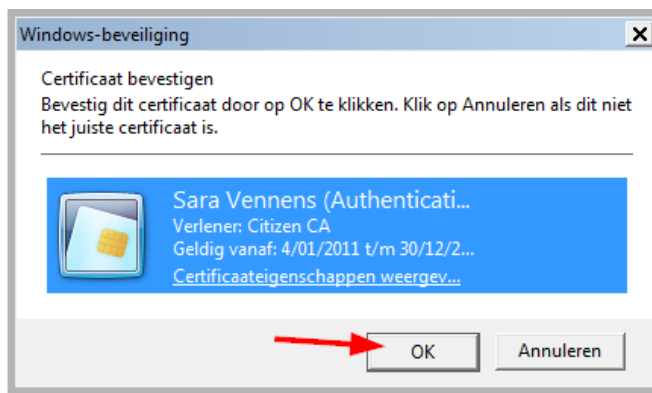 Windows-beveiliging
Certificaat bevestigen
Bevestig dit certificaat door op OK te klikken. Klik op Annuleren als dit niet
het juiste certificaat is.
Sara Vennens (Authenticati...
Verlener: Citizen CA
Geldig vanaf: 4/01/2011 t/m 30/12/2...
Certificaateigenschappen weergev...
OK
Annuleren